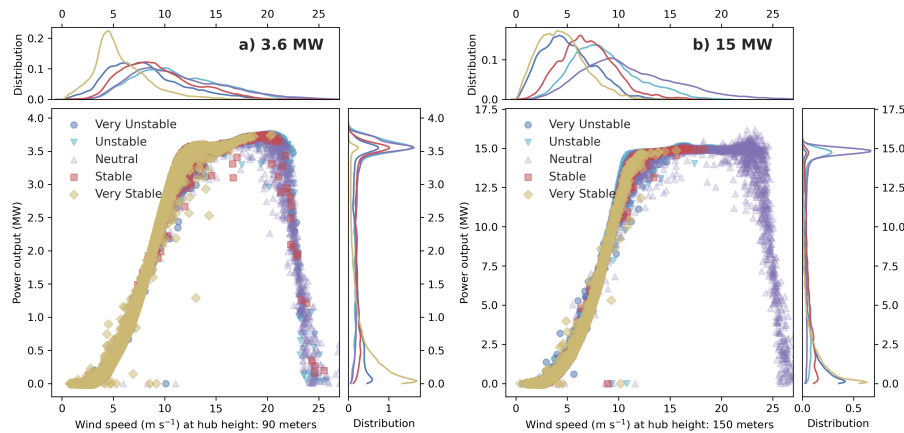 0 5 10 15 20 25
0.2
0.1
0.0
Distribution
a) 3.6 MW
4.0
3.5
3.0
2.5
2.0
1.5
1.0
0.5
0.0
Power output (MW)
Very Unstable
Unstable
Neutral
Stable
Very Stable
0 5 10 15 20 25
Wind speed (m s⁻¹) at hub height: 90 meters
4.0
3.5
3.0
2.5
2.0
1.5
1.0
0.5
0.0
0 1
Distribution
0 5 10 15 20 25
0.1
0.0
Distribution
b) 15 MW
17.5
15.0
12.5
10.0
7.5
5.0
2.5
0.0
Power output (MW)
Very Unstable
Unstable
Neutral
Stable
Very Stable
0 5 10 15 20 25
Wind speed (m s⁻¹) at hub height: 150 meters
17.5
15.0
12.5
10.0
7.5
5.0
2.5
0.0
0.0 0.5
Distribution